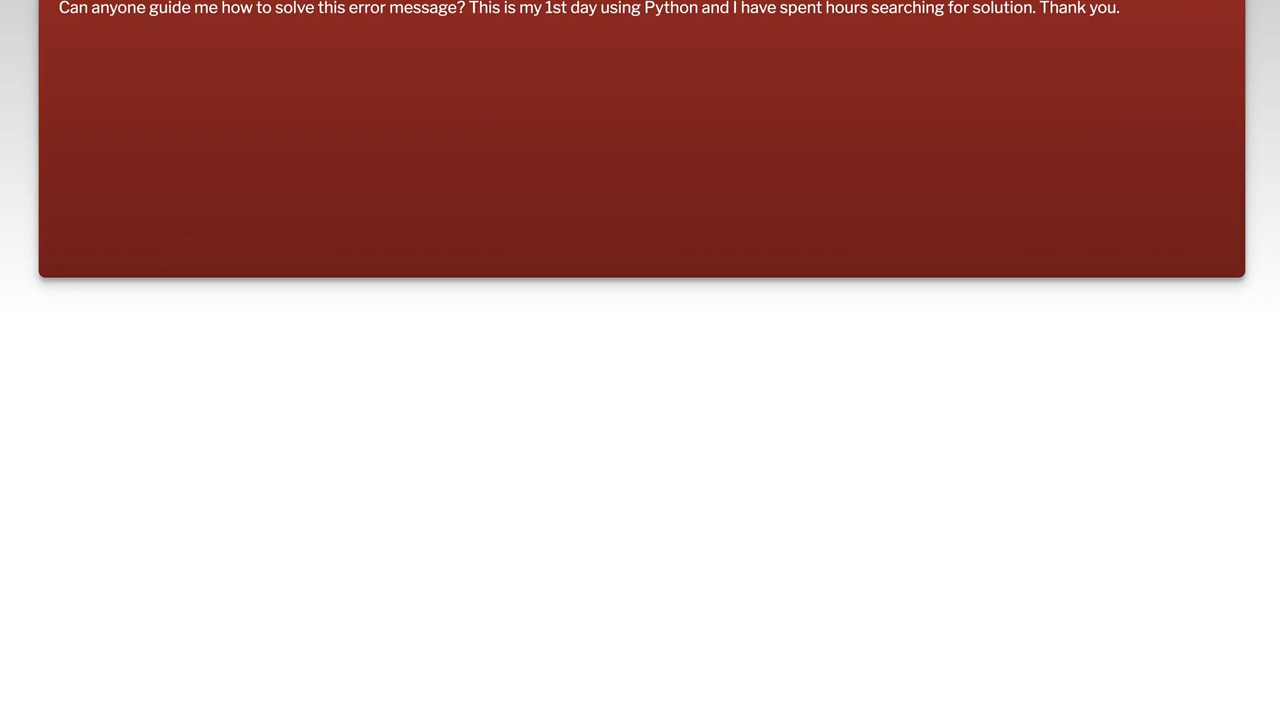 Can anyone guide me how to solve this error message? This is my 1st day using Python and I have spent hours searching for solution. Thank you.